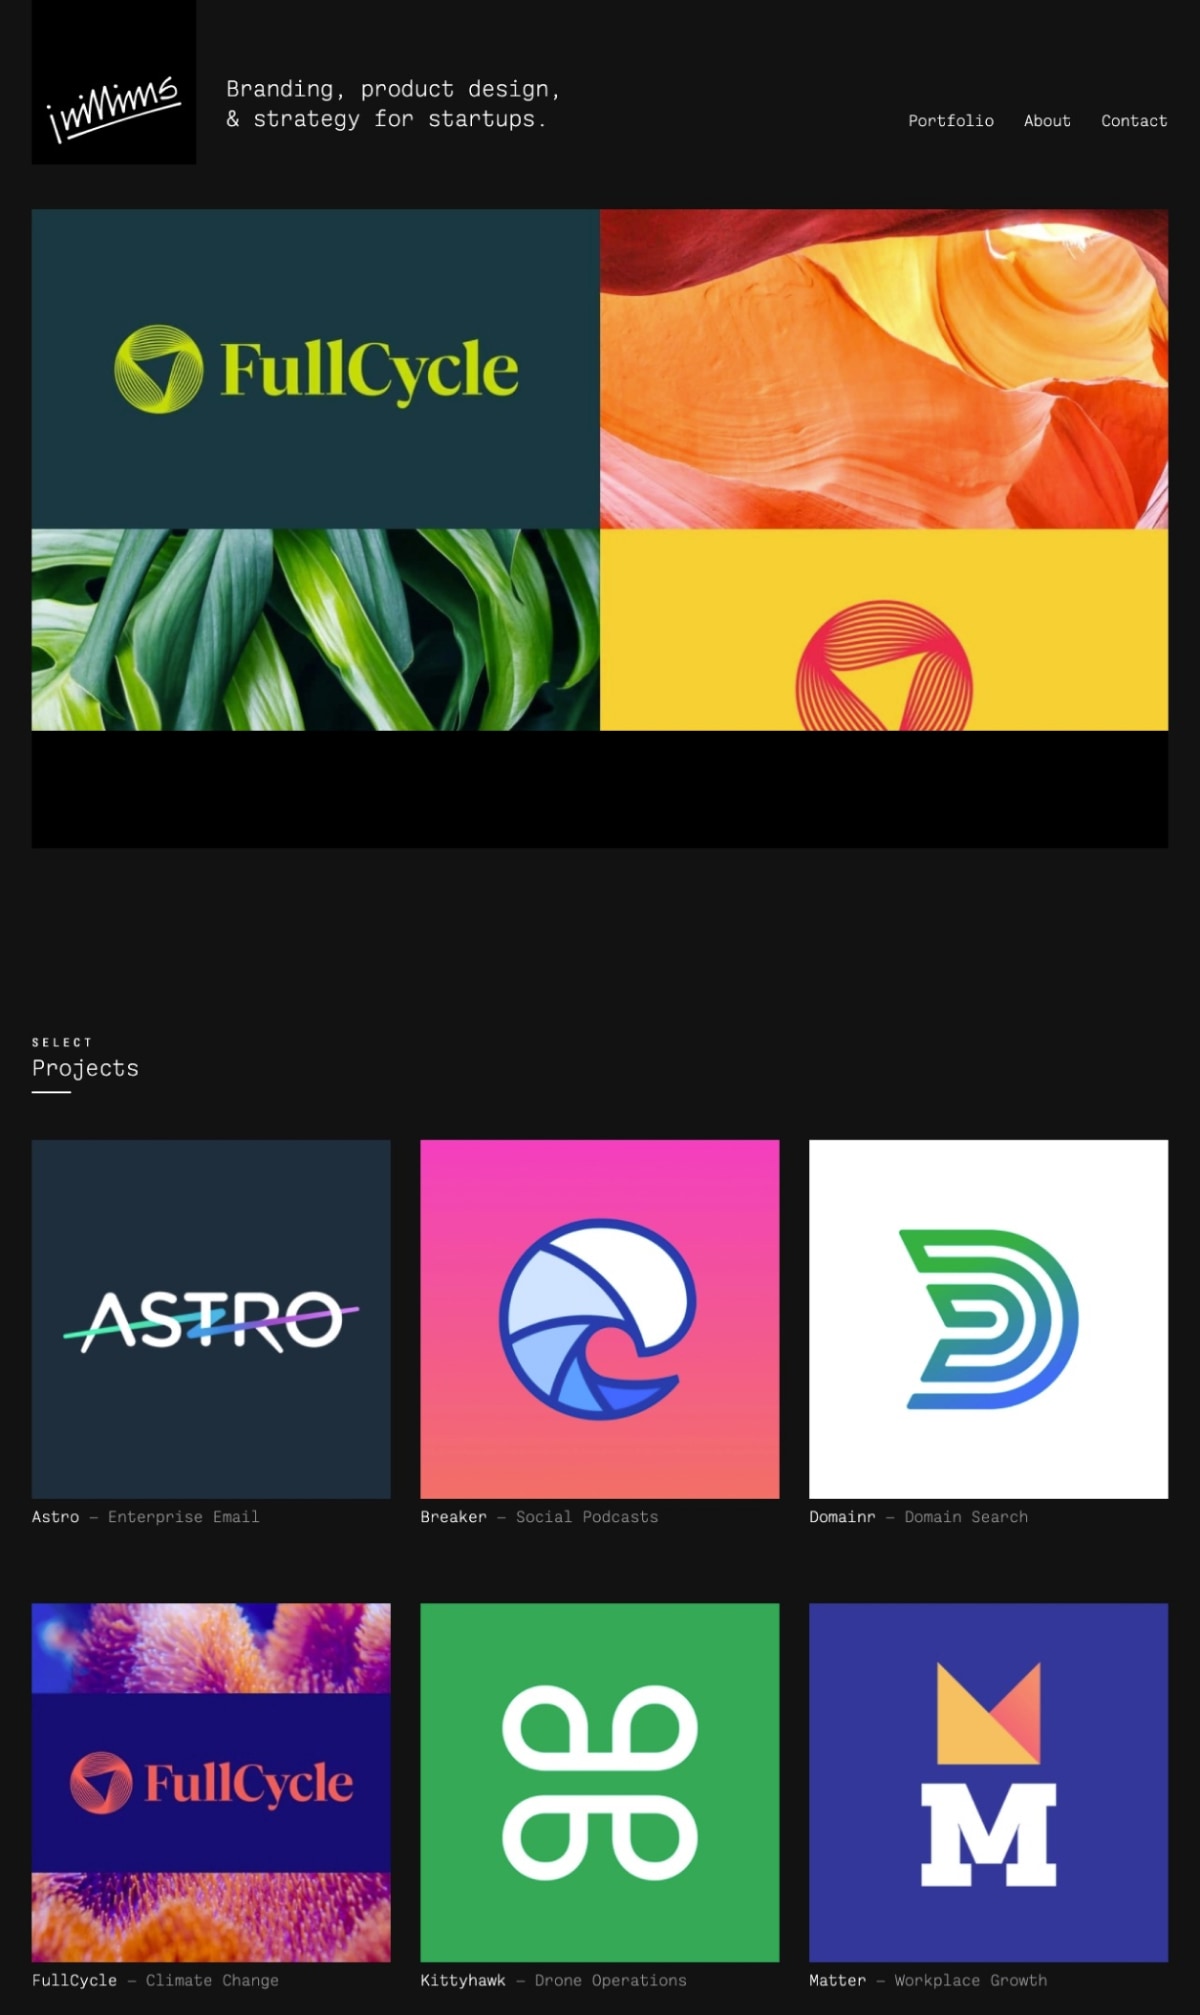 jmillims
Branding, product design,
& strategy for startups.
Portfolio About Contact
FullCycle
SELECT
Projects
ASTRO
Astro – Enterprise Email
Breaker – Social Podcasts
Domainr – Domain Search
FullCycle
M
FullCycle – Climate Change
Kittyhawk – Drone Operations
Matter – Workplace Growth